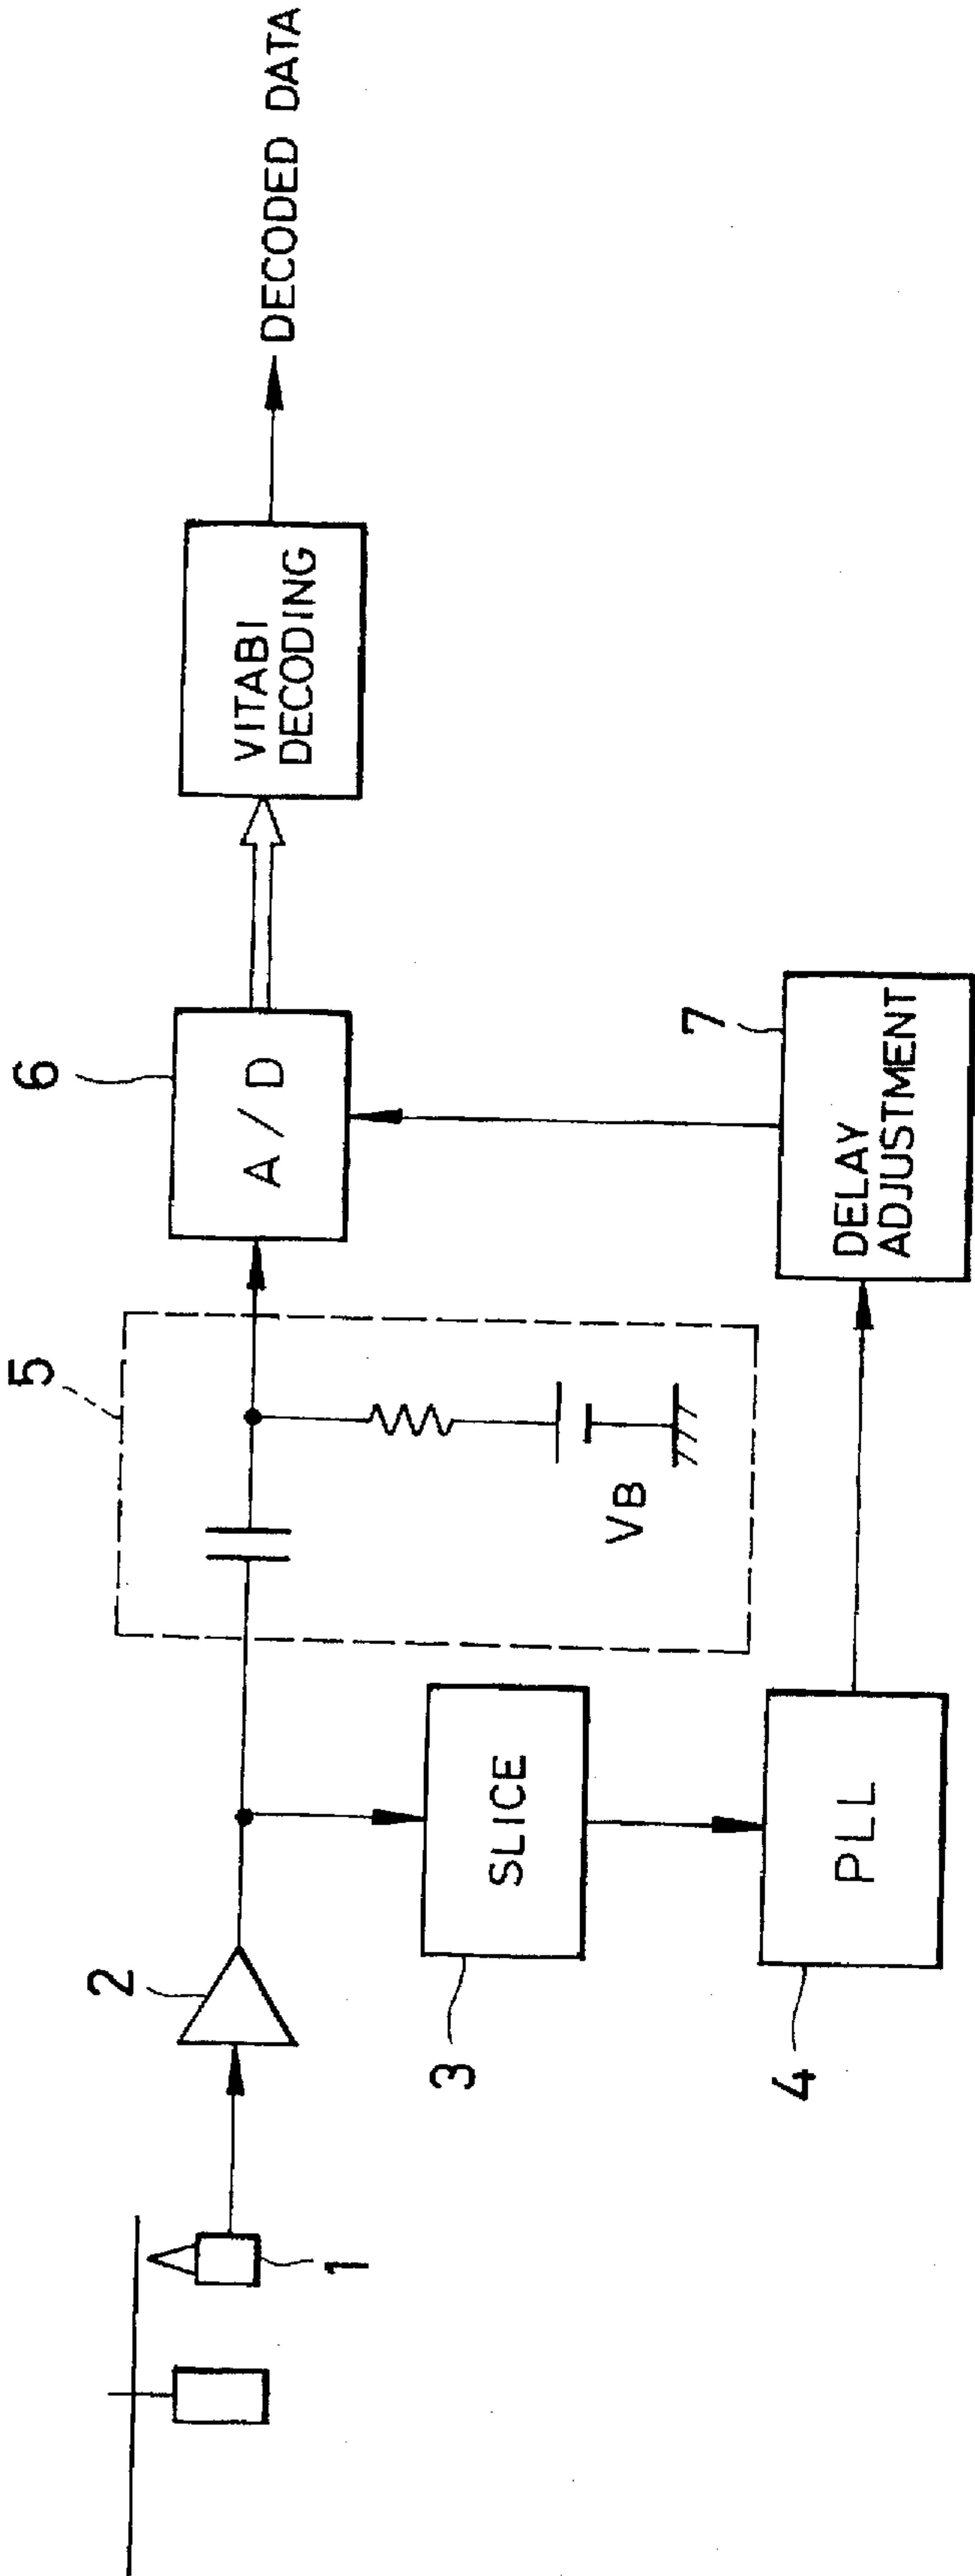 1
2
3
SLICE
4
PLL
5
VB
6
A/D
7
DELAY
ADJUSTMENT
VITABI
DECODING
DECODED DATA